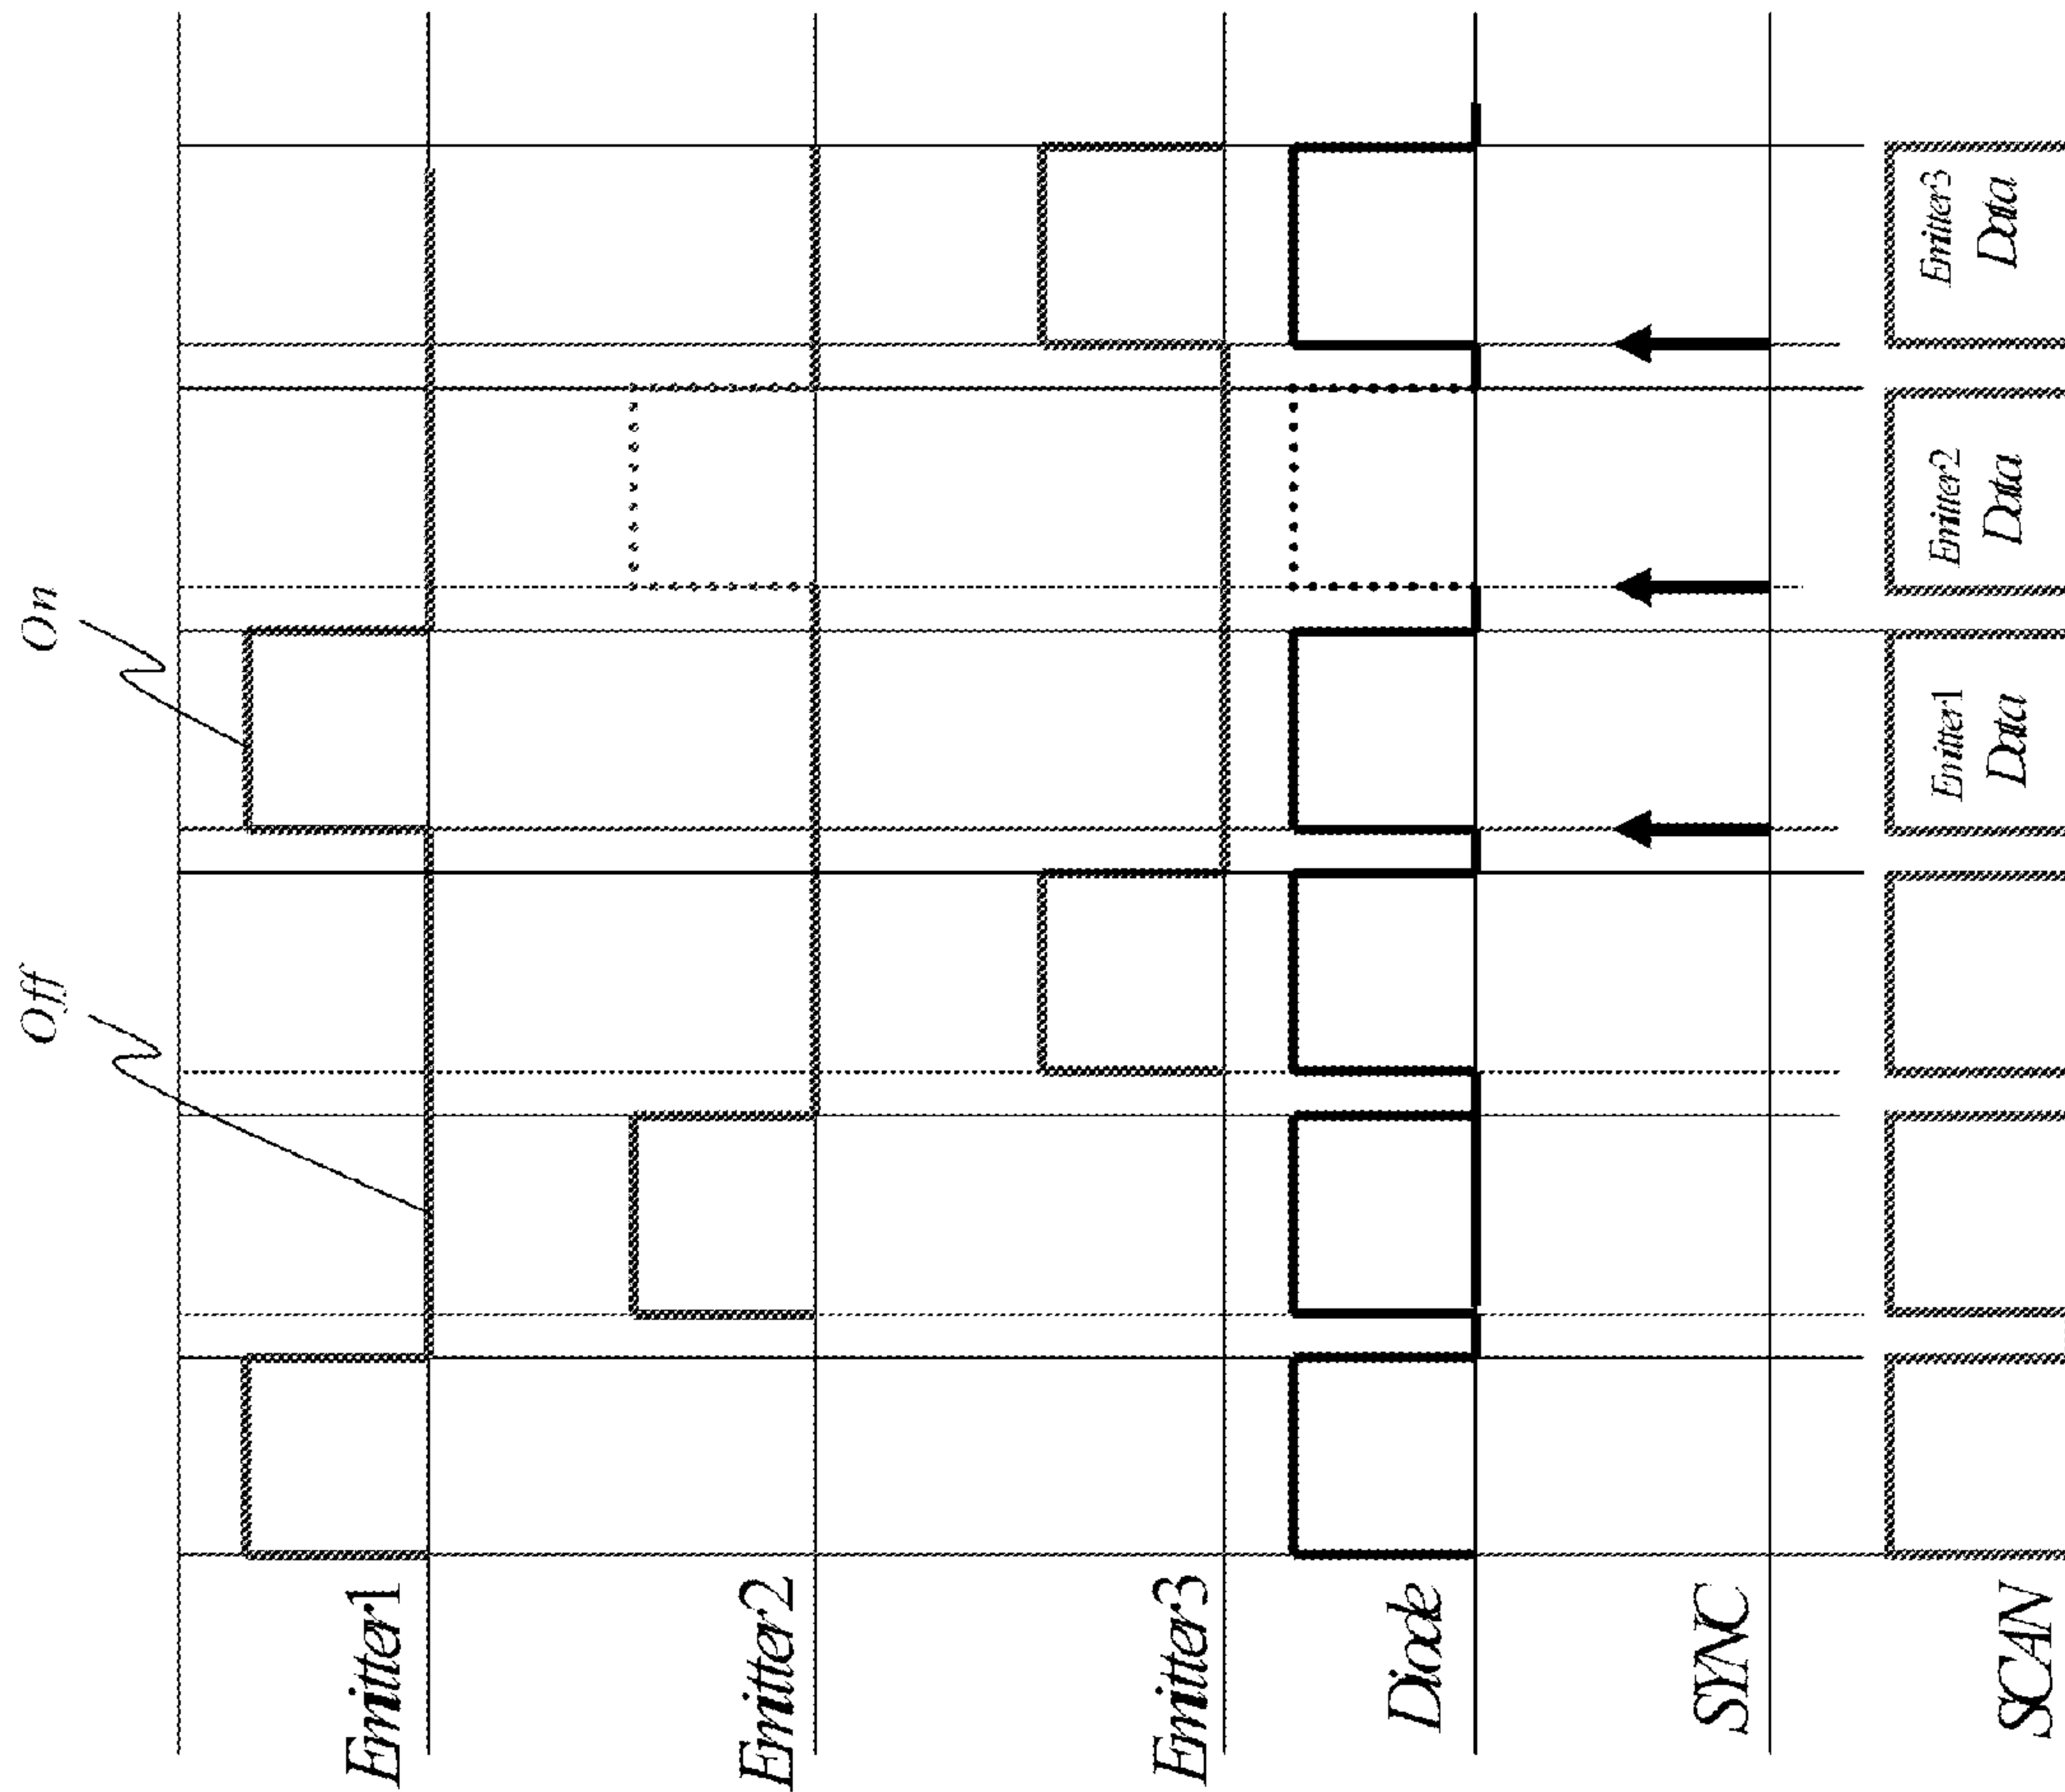 Off
On
Emitter1
Emitter2
Emitter3
Diode
SYNC
SCAN
Emitter1
Data
Emitter2
Data
Emitter3
Data